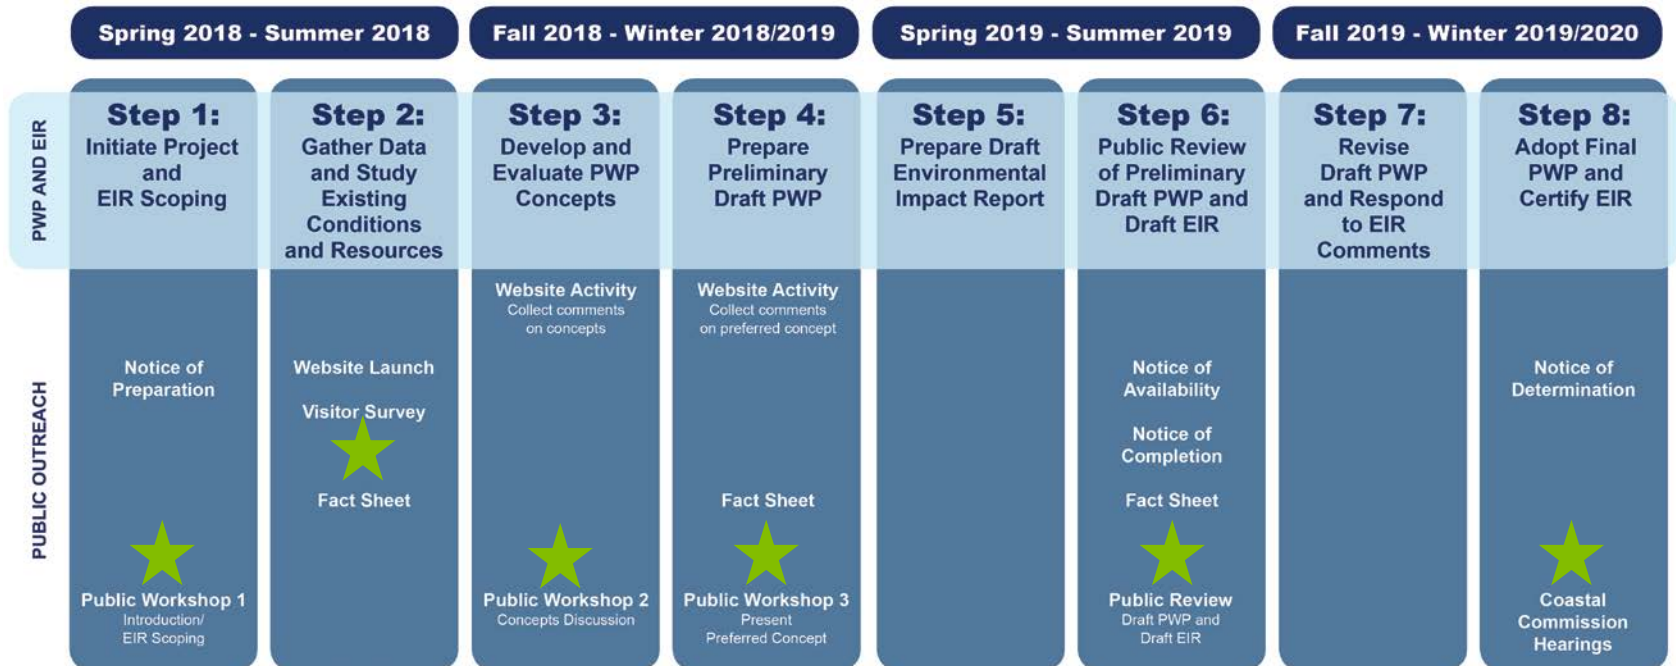 Spring 2018 - Summer 2018
Fall 2018 - Winter 2018/2019
Spring 2019 - Summer 2019
Fall 2019 - Winter 2019/2020
PWP AND EIR
Step 1:
Initiate Project
and
EIR Scoping
Step 2:
Gather Data
and Study
Existing
Conditions
and Resources
Step 3:
Develop and
Evaluate PWP
Concepts
Step 4:
Prepare
Preliminary
Draft PWP
Step 5:
Prepare Draft
Environmental
Impact Report
Step 6:
Public Review
of Preliminary
Draft PWP and
Draft EIR
Step 7:
Revise
Draft PWP
and Respond
to EIR
Comments
Step 8:
Adopt Final
PWP and
Certify EIR
PUBLIC OUTREACH
Notice of
Preparation
Public Workshop 1
Introduction/
EIR Scoping
Website Launch
Visitor Survey
Fact Sheet
Website Activity
Collect comments
on concepts
Public Workshop 2
Concepts Discussion
Website Activity
Collect comments
on preferred concept
Fact Sheet
Public Workshop 3
Present
Preferred Concept
Notice of
Availability
Notice of
Completion
Fact Sheet
Public Review
Draft PWP and
Draft EIR
Notice of
Determination
Coastal
Commission
Hearings